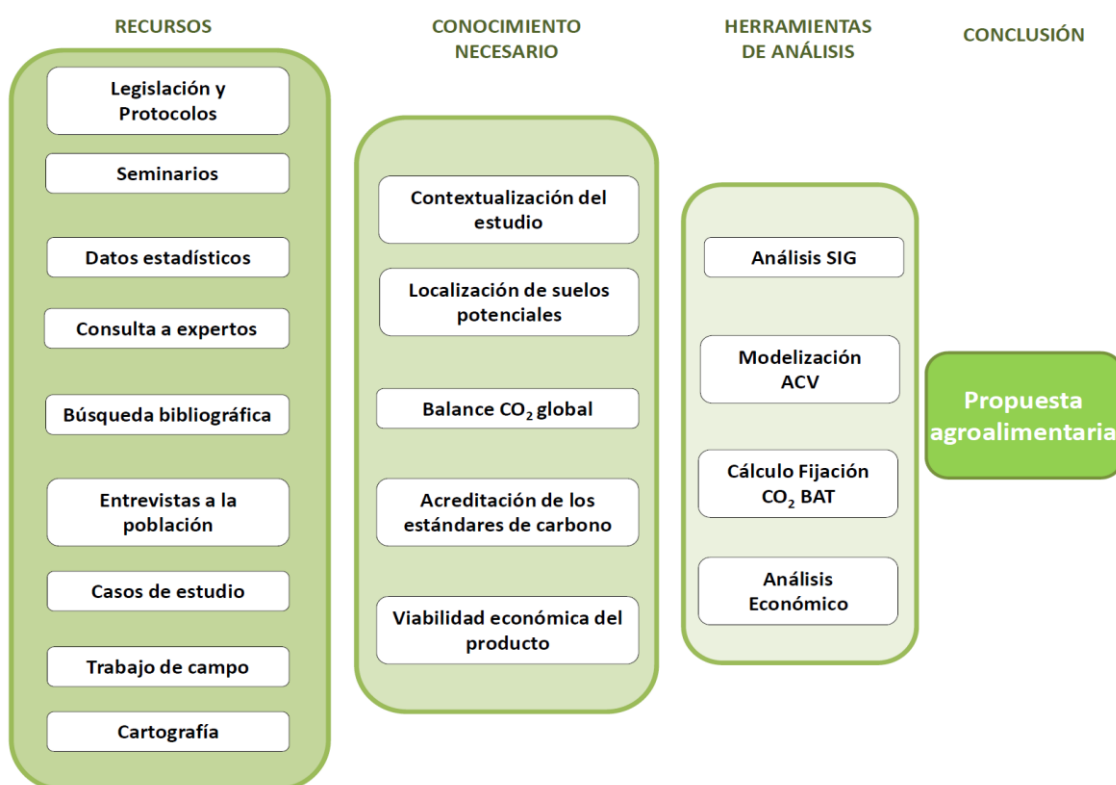 RECURSOS
Legislación y
Protocolos
Seminarios
Datos estadísticos
Consulta a expertos
Búsqueda bibliográfica
Entrevistas a la
población
Casos de estudio
Trabajo de campo
Cartografía
CONOCIMIENTO
NECESARIO
Contextualización del
estudio
Localización de suelos
potenciales
Balance CO₂ global
Acreditación de los
estándares de carbono
Viabilidad económica del
producto
HERRAMIENTAS
DE ANÁLISIS
Análisis SIG
Modelización
ACV
Cálculo Fijación
CO₂ BAT
Análisis
Económico
CONCLUSIÓN
Propuesta
agroalimentaria